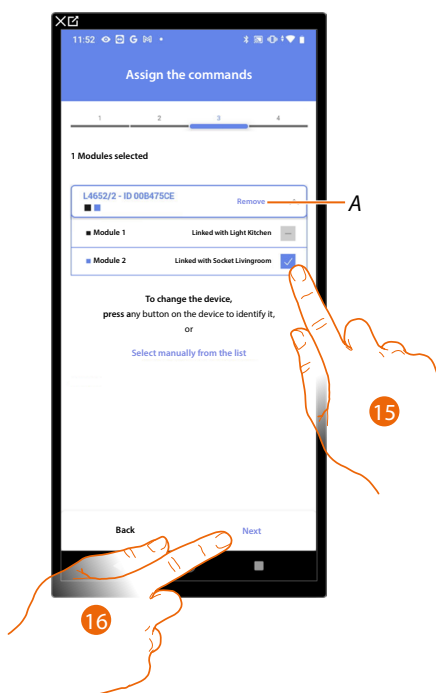 11:52 G
Assign the commands
1 2 3 4
1 Modules selected
L4652/2 - ID 00B475CE
Remove
A
Module 1 Linked with Light Kitchen
Module 2 Linked with Socket Livingroom
To change the device,
press any button on the device to identify it,
or
Select manually from the list
15
Back Next
16